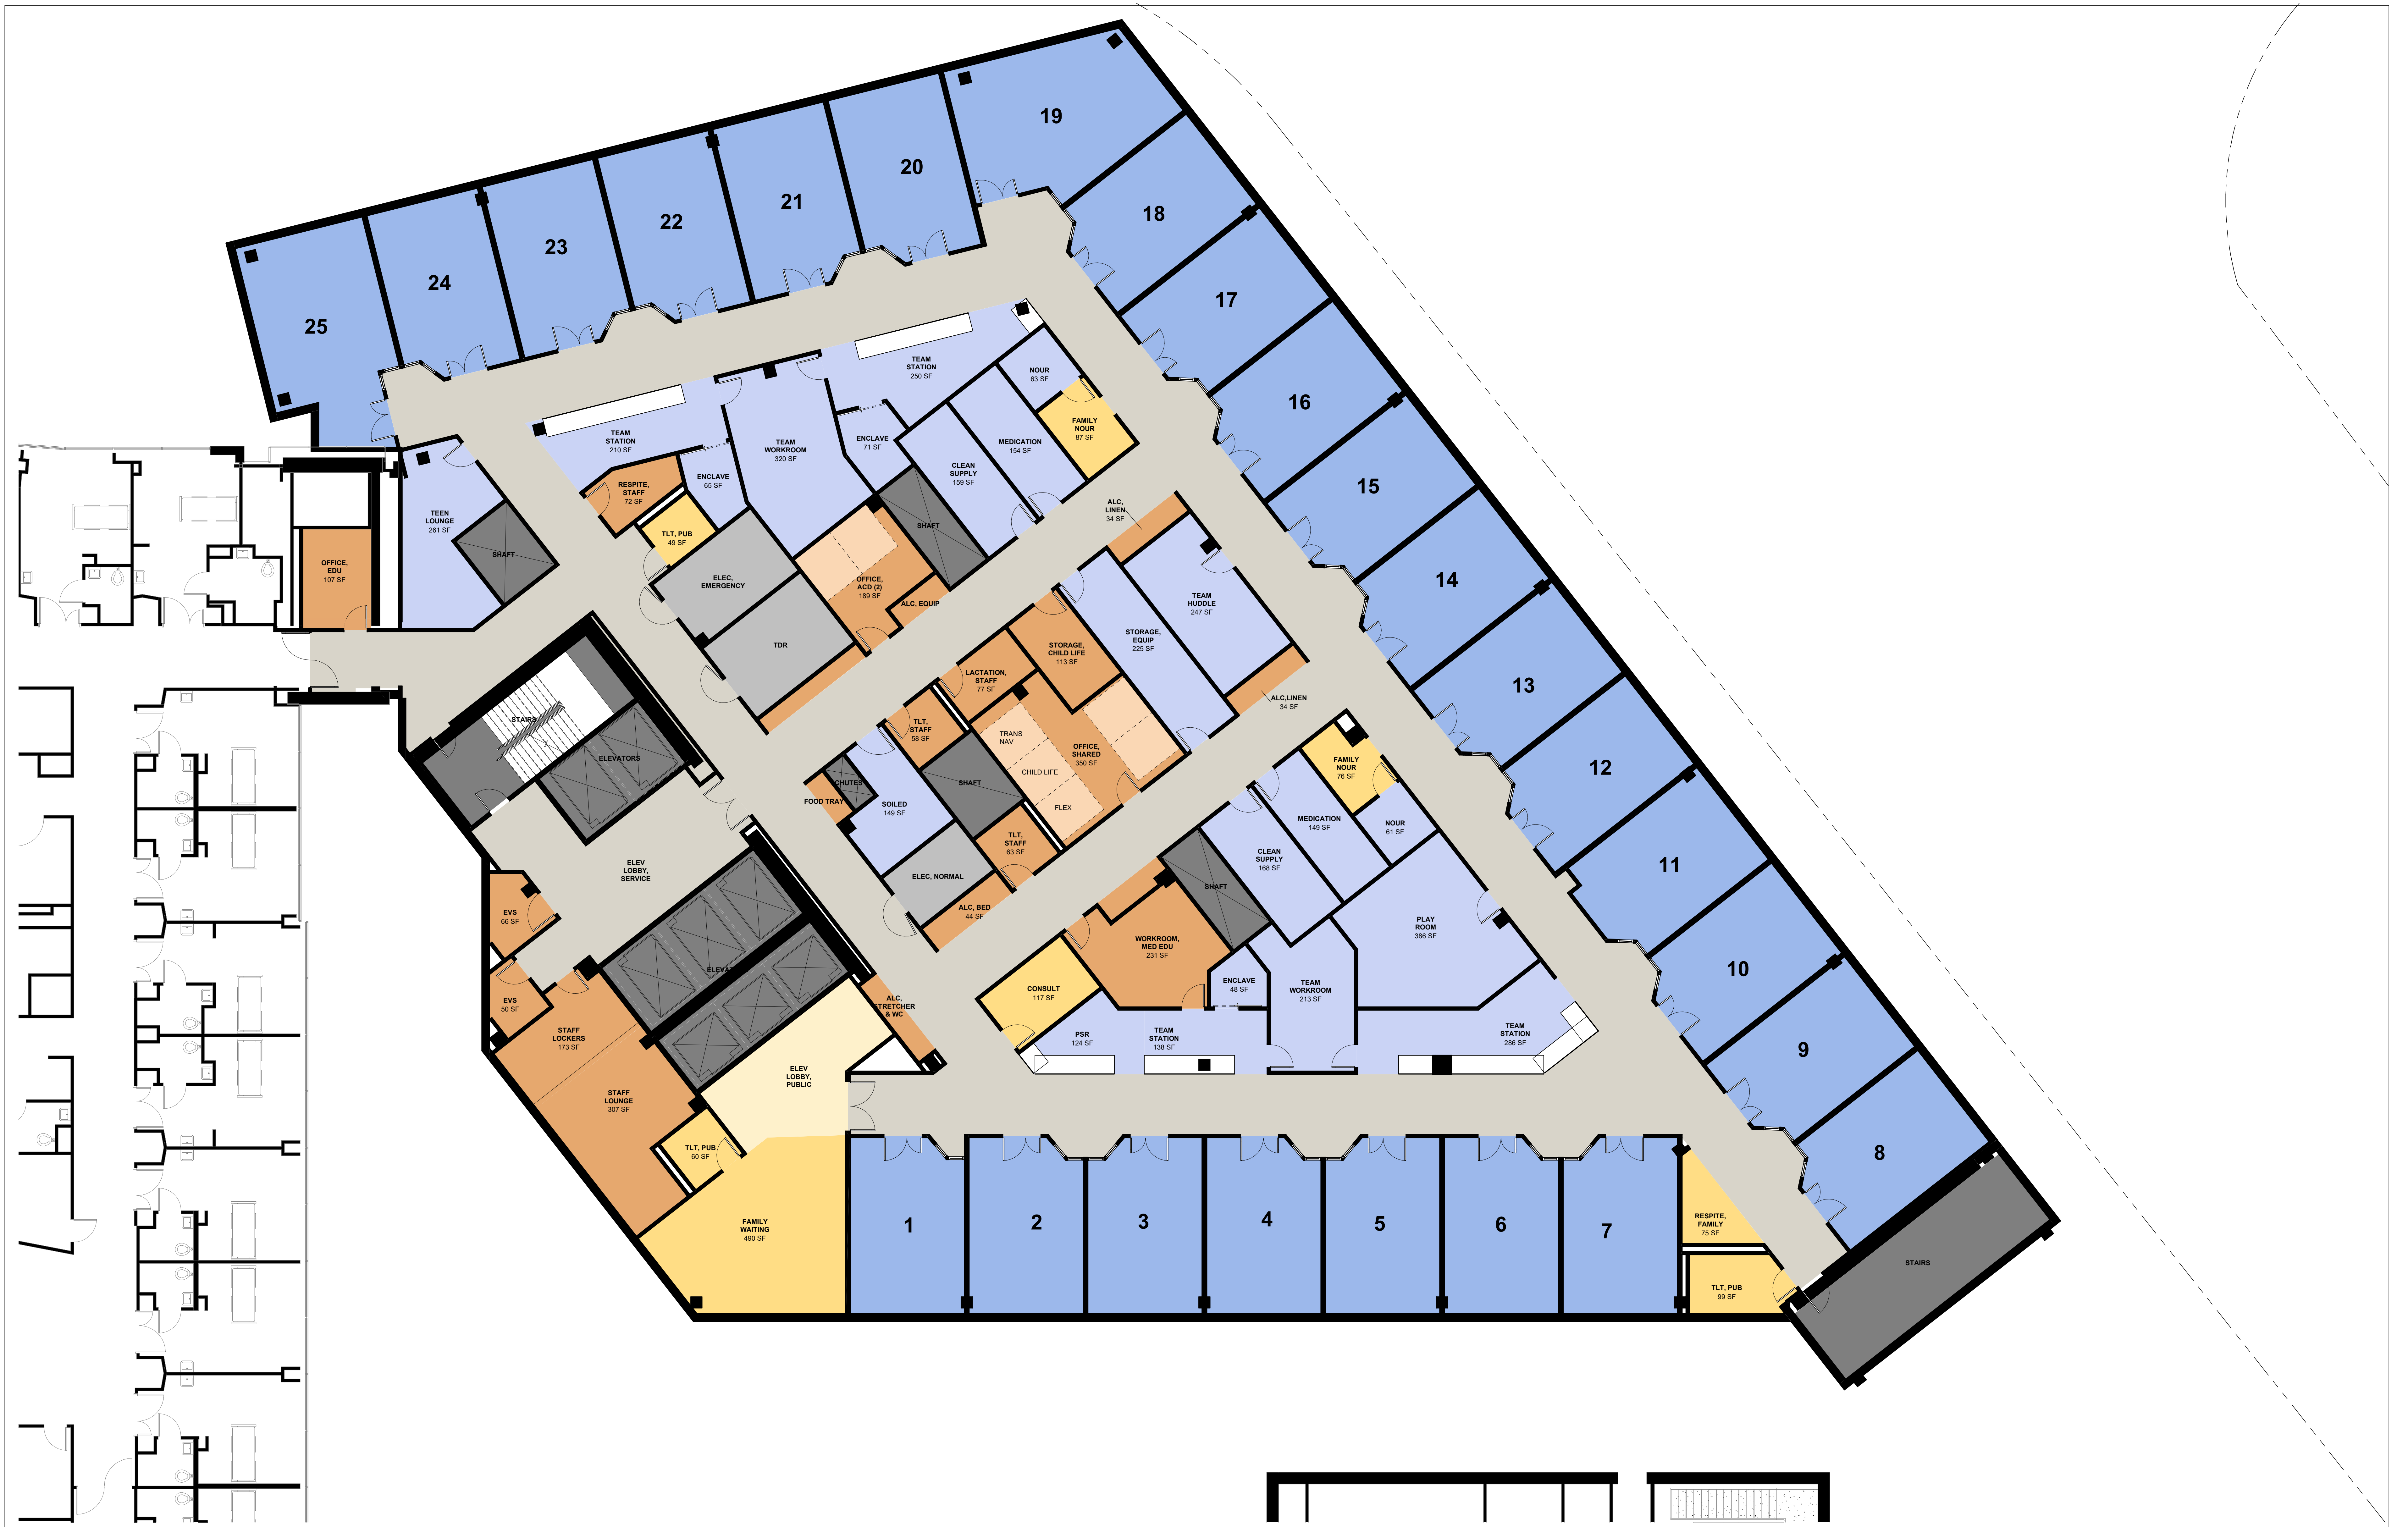 19
20
18
21
22
23
24
17
25
16
15
14
13
12
11
10
9
8
TEAM
STATION
250 SF
NOUR
63 SF
FAMILY
NOUR
87 SF
TEAM
STATION
210 SF
TEAM
WORKROOM
320 SF
ENCLAVE
71 SF
MEDICATION
154 SF
CLEAN
SUPPLY
159 SF
ENCLAVE
65 SF
RESPITE,
STAFF
72 SF
TLT, PUB
49 SF
SHAFT
TEEN
LOUNGE
261 SF
SHAFT
OFFICE,
EDU
107 SF
ELEC,
EMERGENCY
OFFICE,
ACD (2)
189 SF
ALC, EQUIP
TDR
ALC,
LINEN
34 SF
TEAM
HUDDLE
247 SF
STORAGE,
EQUIP
225 SF
STORAGE,
CHILD LIFE
113 SF
LACTATION,
STAFF
77 SF
ALC,LINEN
34 SF
TLT,
STAFF
58 SF
TRANS
NAV
OFFICE,
SHARED
350 SF
CHILD LIFE
FLEX
SHAFT
CHUTES
FOOD TRAY
SOILED
149 SF
TLT,
STAFF
63 SF
ELEC, NORMAL
ALC, BED
44 SF
STAIRS
ELEVATORS
ELEV
LOBBY,
SERVICE
EVS
66 SF
EVS
50 SF
STAFF
LOCKERS
173 SF
STAFF
LOUNGE
307 SF
ALC,
STRETCHER
& WC
ELEV
LOBBY,
PUBLIC
TLT, PUB
60 SF
FAMILY
WAITING
490 SF
FAMILY
NOUR
76 SF
MEDICATION
149 SF
NOUR
61 SF
CLEAN
SUPPLY
168 SF
SHAFT
WORKROOM,
MED EDU
231 SF
PLAY
ROOM
386 SF
CONSULT
117 SF
ENCLAVE
48 SF
TEAM
WORKROOM
213 SF
PSR
124 SF
TEAM
STATION
138 SF
TEAM
STATION
286 SF
1
2
3
4
5
6
7
RESPITE,
FAMILY
75 SF
TLT, PUB
99 SF
STAIRS